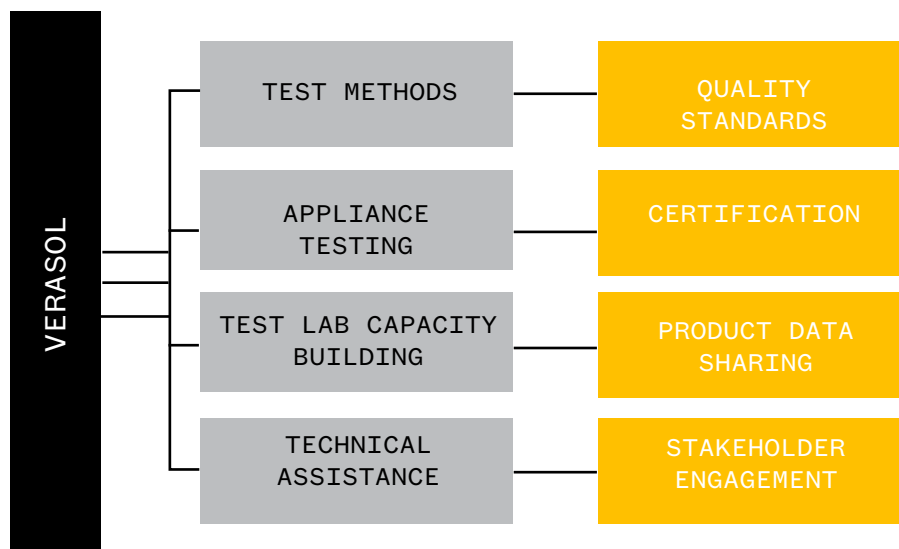 VERASOL
TEST METHODS
QUALITY
STANDARDS
APPLIANCE
TESTING
CERTIFICATION
TEST LAB CAPACITY
BUILDING
PRODUCT DATA
SHARING
TECHNICAL
ASSISTANCE
STAKEHOLDER
ENGAGEMENT